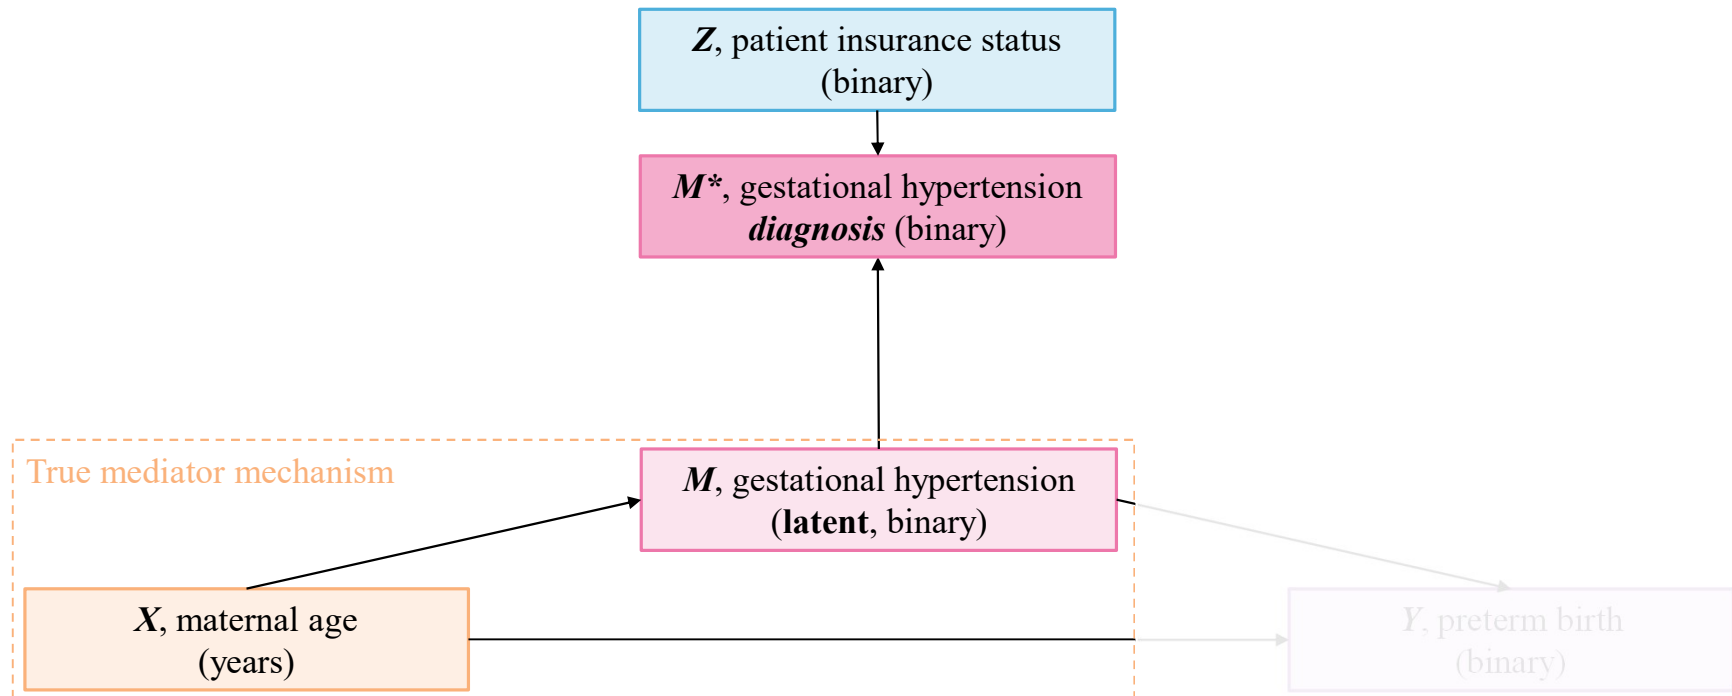 Z, patient insurance status
(binary)
M*, gestational hypertension
diagnosis (binary)
True mediator mechanism
M, gestational hypertension
(latent, binary)
X, maternal age
(years)
Y, preterm birth
(binary)